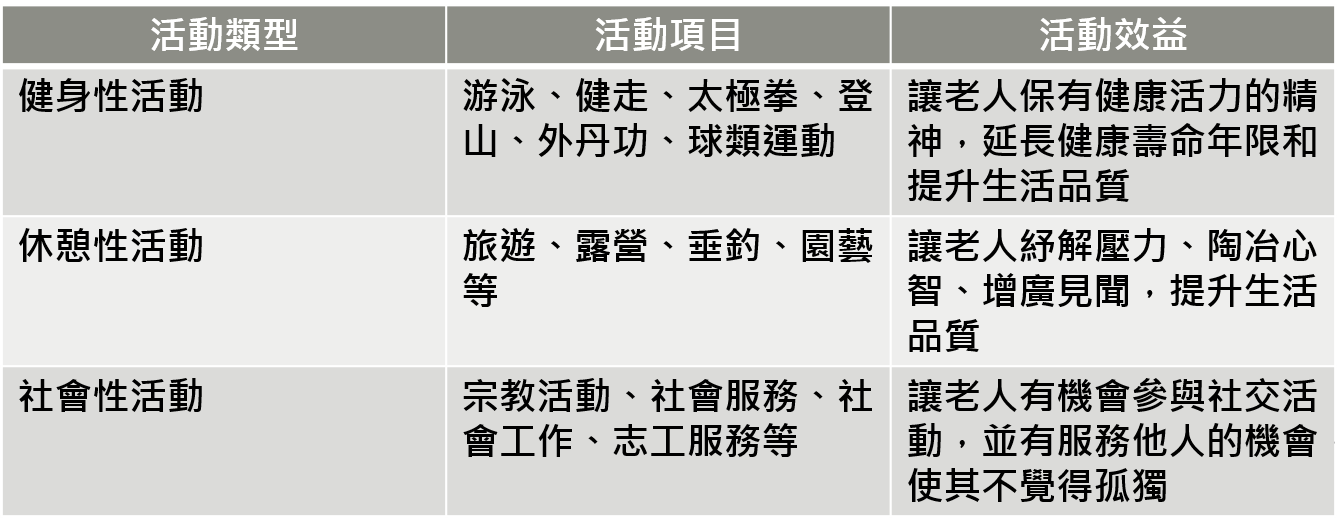 活動類型
活動項目
活動效益
健身性活動
游泳、健走、太極拳、登
山、外丹功、球類運動
讓老人保有健康活力的精
神，延長健康壽命年限和
提升生活品質
休憩性活動
旅遊、露營、垂釣、園藝
等
讓老人紓解壓力、陶冶心
智、增廣見聞，提升生活
品質
社會性活動
宗教活動、社會服務、社
會工作、志工服務等
讓老人有機會參與社交活
動，並有服務他人的機會
使其不覺得孤獨